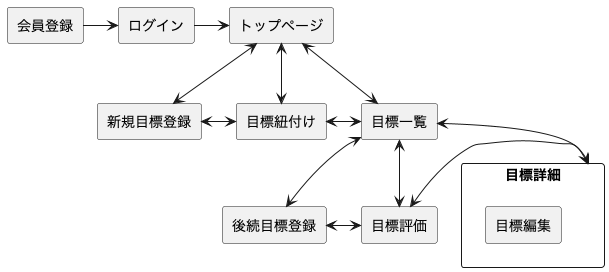 会員登録
ログイン
トップページ
新規目標登録
目標紐付け
目標一覧
目標詳細
後続目標登録
目標評価
目標編集